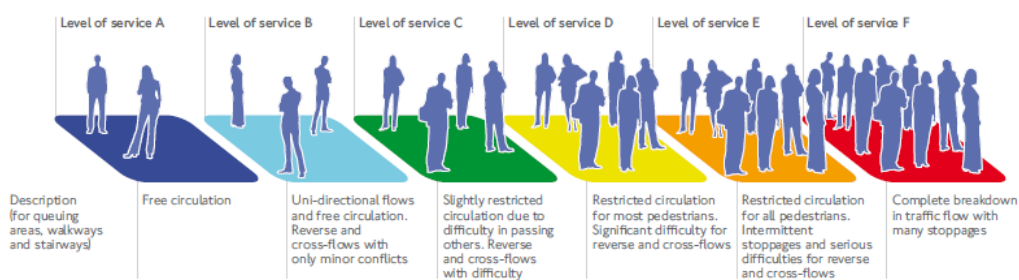 Level of service A
Level of service B
Level of service C
Level of service D
Level of service E
Level of service F
Description
(for queuing
areas, walkways
and stairways)
Free circulation
Uni-directional flows
and free circulation.
Reverse and
cross-flows with
only minor conflicts
Slightly restricted
circulation due to
difficulty in passing
others. Reverse
and cross-flows
with difficulty
Restricted circulation
for most pedestrians.
Significant difficulty for
reverse and cross-flows
Restricted circulation
for all pedestrians.
Intermittent
stoppages and serious
difficulties for reverse
and cross-flows
Complete breakdown
in traffic flow with
many stoppages